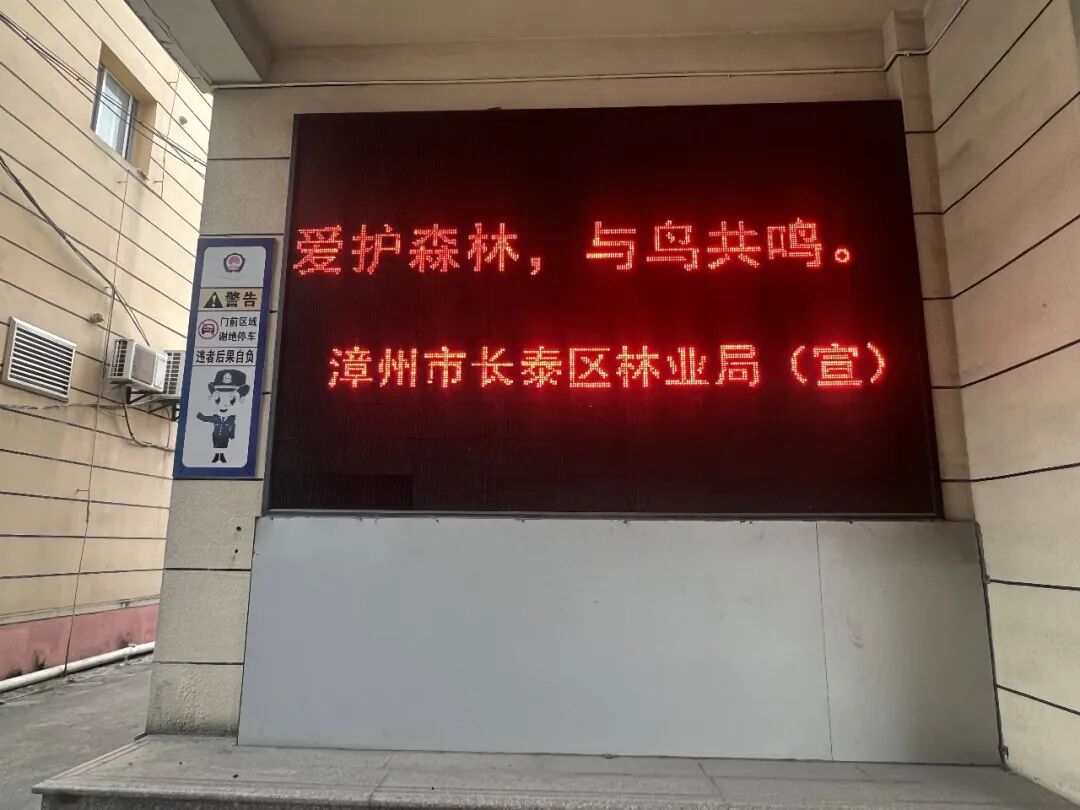 爱护森林，与鸟共鸣。
漳州市长泰区林业局（宣）
警告
门前区域
谢绝停车
违者后果自负